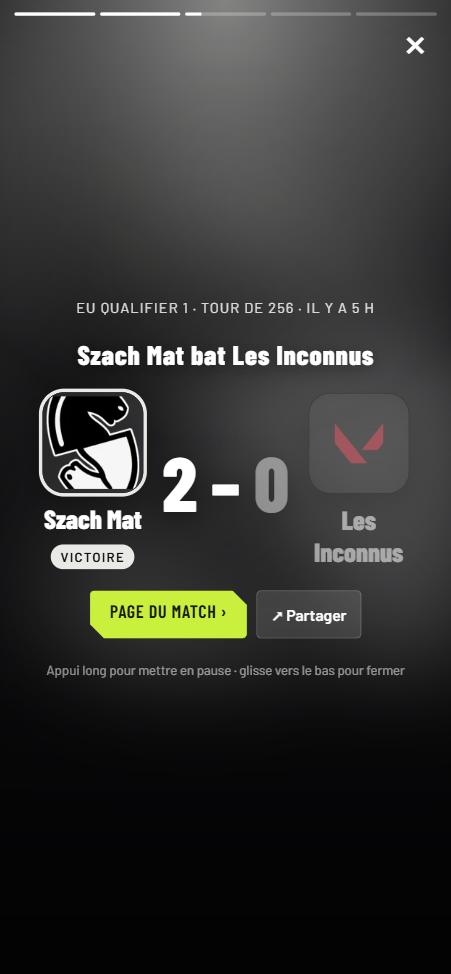 EU QUALIFIER 1 · TOUR DE 256 · IL Y A 5 H
Szach Mat bat Les Inconnus
2 – 0
Szach Mat
Les
Inconnus
VICTOIRE
PAGE DU MATCH ›
↗ Partager
Appui long pour mettre en pause · glisse vers le bas pour fermer